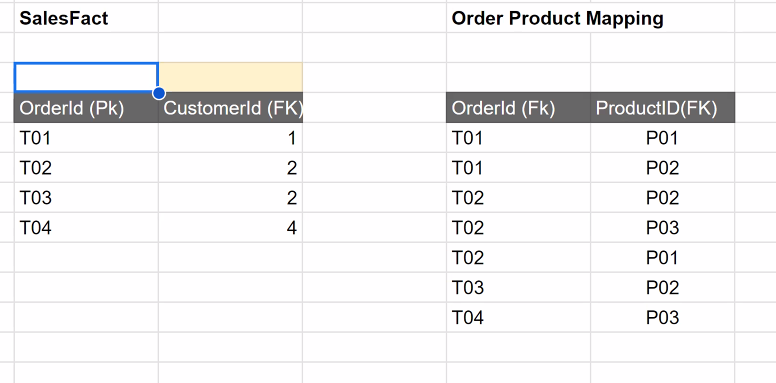 SalesFact Order Product Mapping
OrderId (Pk) CustomerId (FK) OrderId (Fk) ProductID(FK)
T01 1 T01 P01
T02 2 T01 P02
T03 2 T02 P02
T04 4 T02 P03
T02 P01
T03 P02
T04 P03